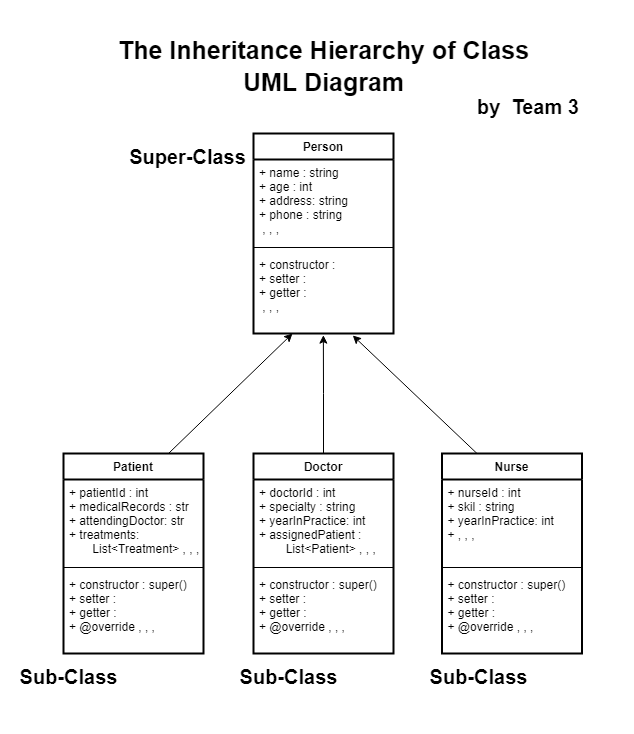 The Inheritance Hierarchy of Class
UML Diagram
by Team 3
Super-Class
Person
+ name : string
+ age : int
+ address: string
+ phone : string
, , ,
+ constructor :
+ setter :
+ getter :
, , ,
Patient
+ patientId : int
+ medicalRecords : str
+ attendingDoctor: str
+ treatments:
List<Treatment> , , ,
+ constructor : super()
+ setter :
+ getter :
+ @override , , ,
Sub-Class
Doctor
+ doctorId : int
+ specialty : string
+ yearInPractice: int
+ assignedPatient :
List<Patient> , , ,
+ constructor : super()
+ setter :
+ getter :
+ @override , , ,
Sub-Class
Nurse
+ nurseId : int
+ skil : string
+ yearInPractice: int
+ , , ,
+ constructor : super()
+ setter :
+ getter :
+ @override , , ,
Sub-Class